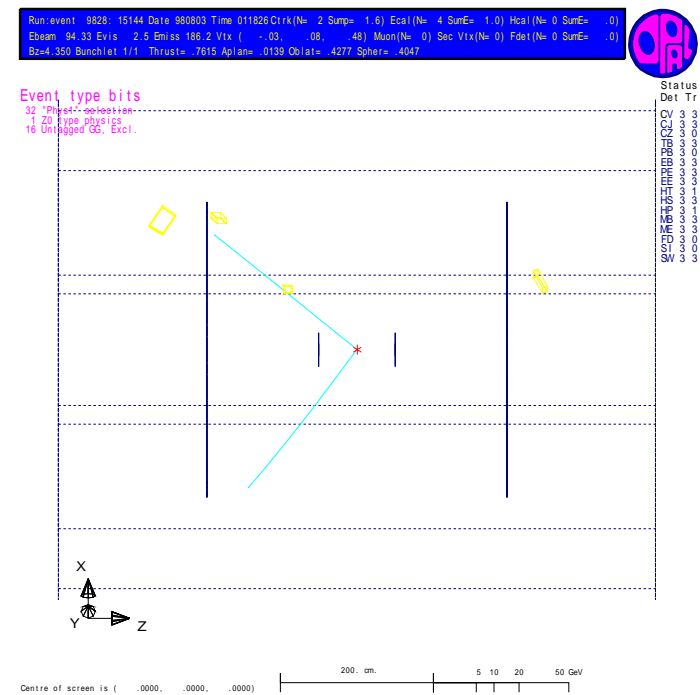 Run:event 9828: 15144 Date 980803 Time 011826 Ctrk(N= 2 Sump= 1.6) Ecal(N= 4 SumE= 1.0) Hcal(N= 0 SumE= .0)
Ebeam 94.33 Evis 2.5 Emiss 186.2 Vtx ( -.03, .08, .48) Muon(N= 0) Sec Vtx(N= 0) Fdet(N= 0 SumE= .0)
Bz=4.350 Bunchlet 1/1 Thrust= .7615 Aplan= .0139 Oblat= .4277 Spher= .4047
OPAL
Status
Det Tr
Event type bits
32 "Phys1" selection
1 Z0 type physics
16 Untagged GG, Excl.
CV 3 3
CJ 3 3
CZ 3 0
TB 3 3
PB 3 0
EB 3 3
PE 3 3
EE 3 3
HT 3 1
HS 3 3
HP 3 1
MB 3 3
ME 3 3
FD 3 0
SI 3 0
SW 3 3
X
Y
Z
200. cm.
5 10 20 50 GeV
Centre of screen is ( .0000, .0000, .0000)